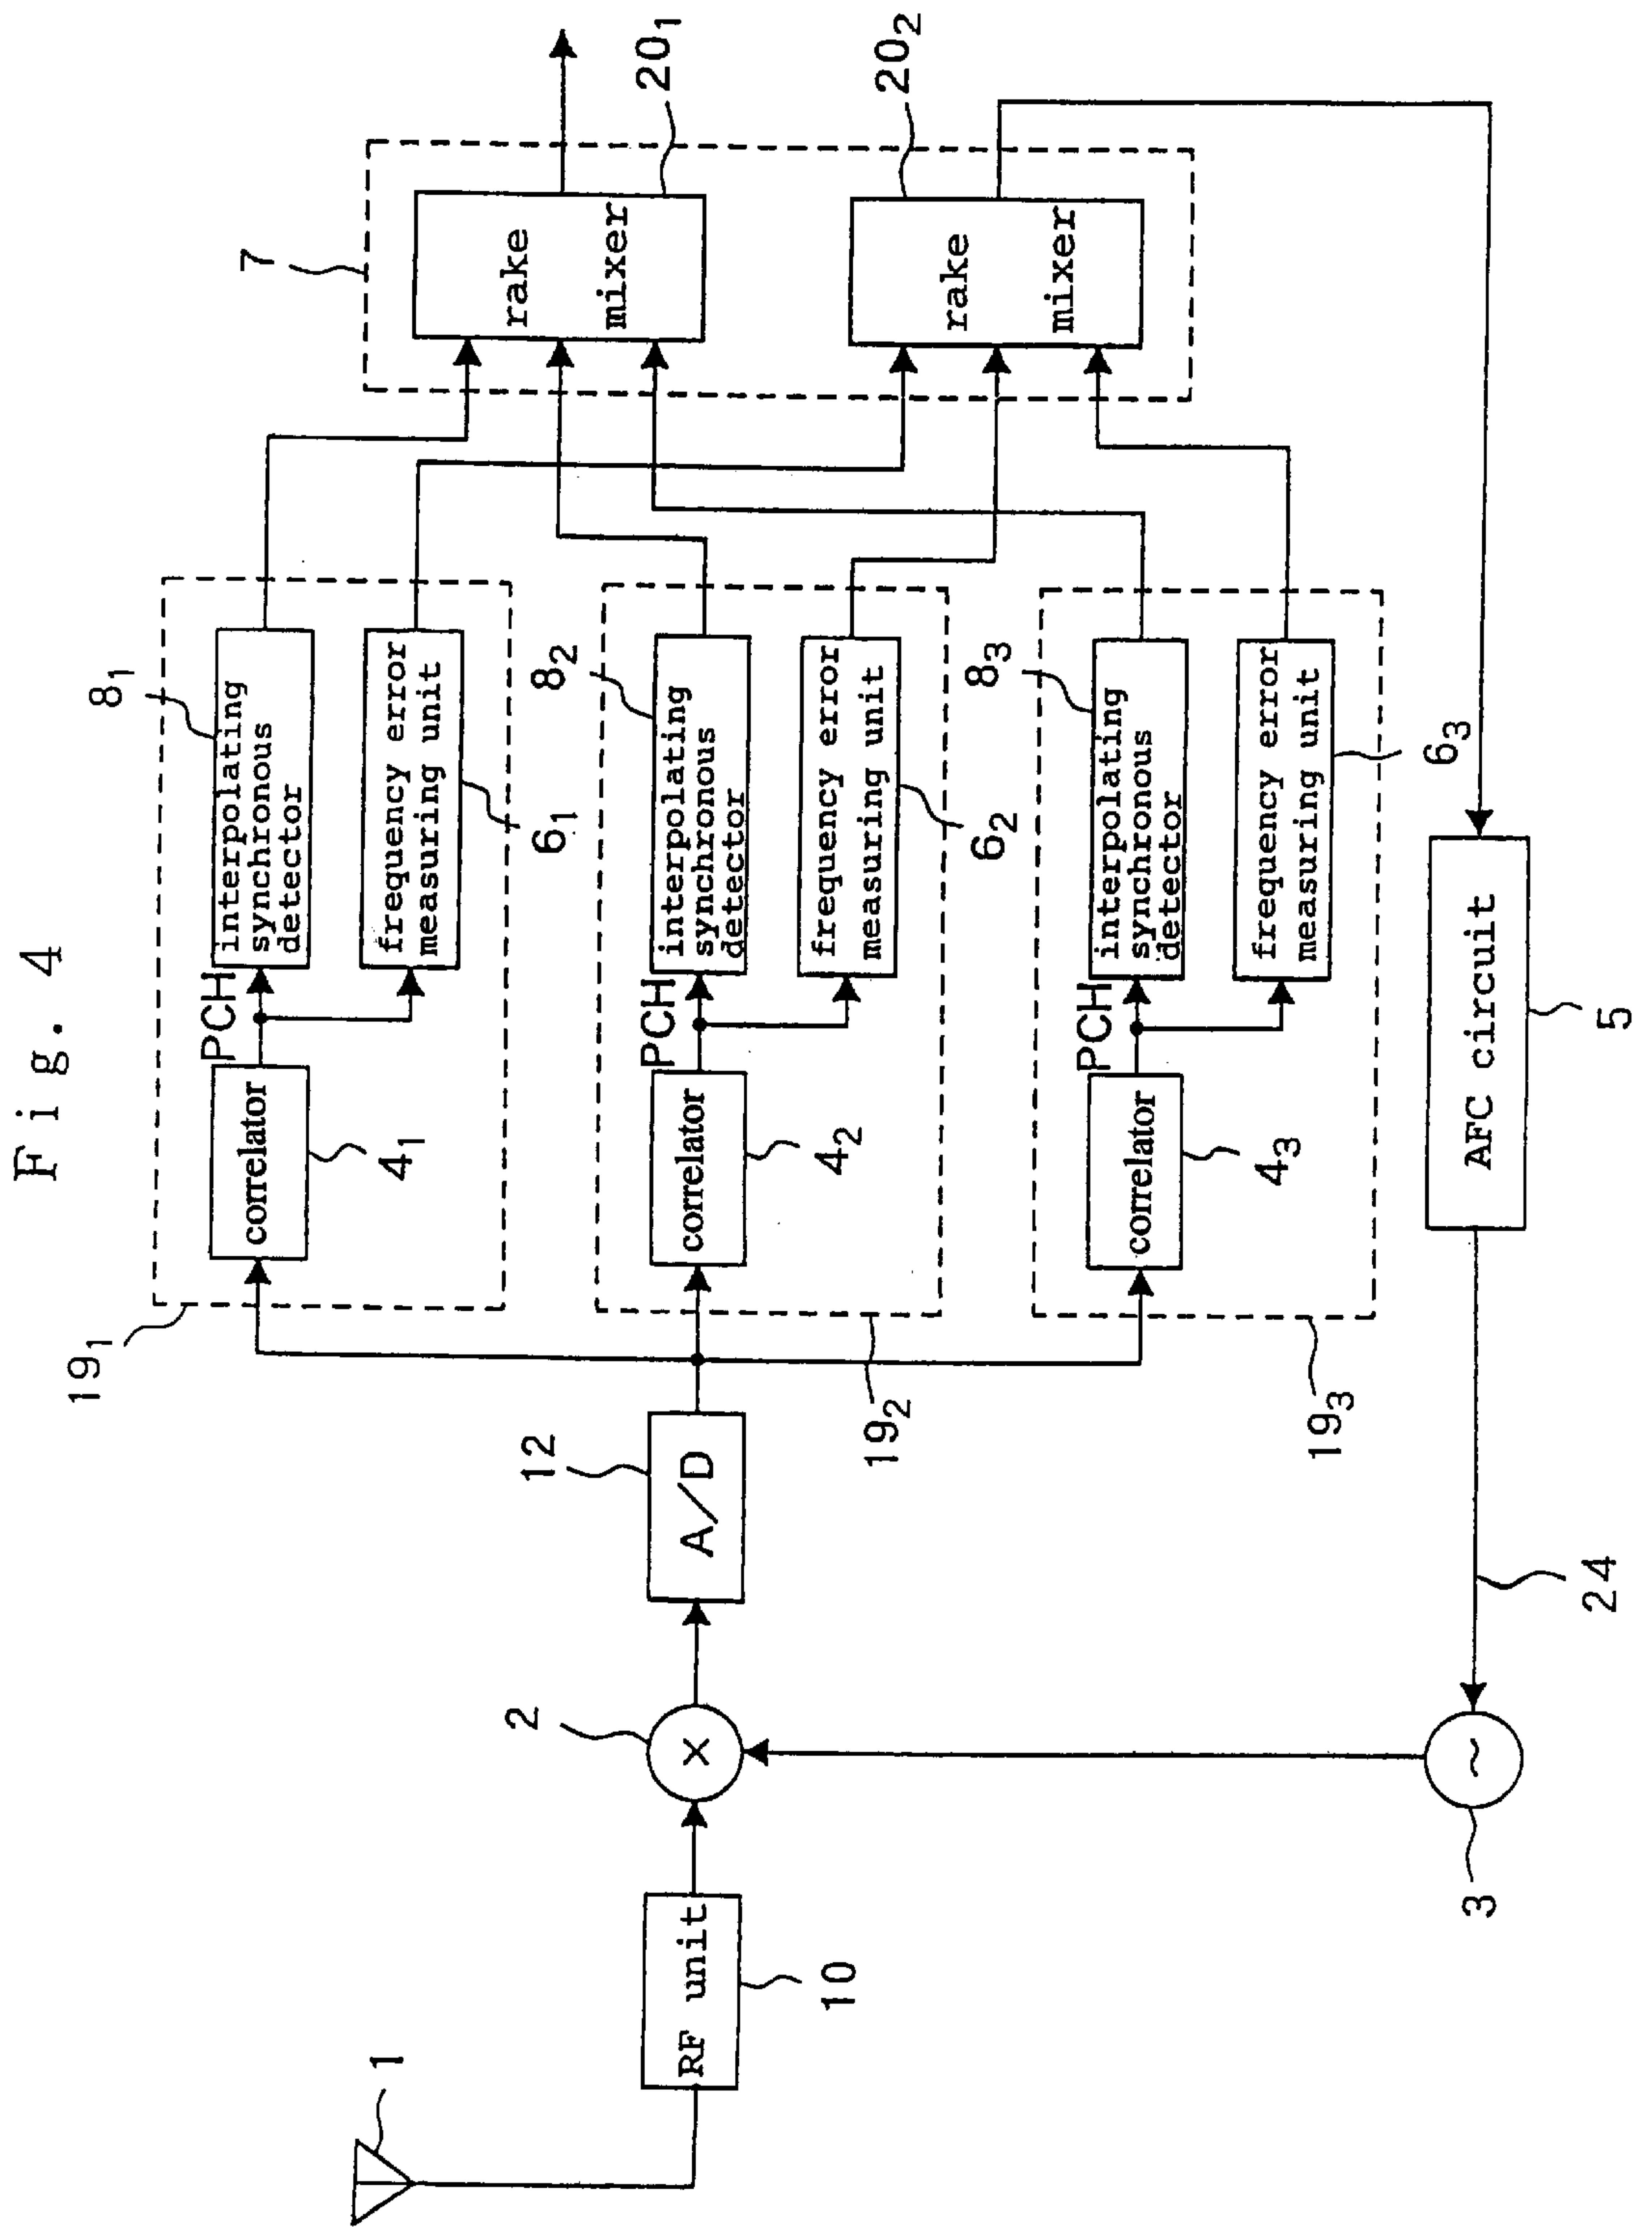 Fig. 4
1
RF unit
10
2
×
3
~
24
12
A/D
19₁
correlator
4₁
PCH
8₁
interpolating
synchronous
detector
frequency error
measuring unit
6₁
19₂
correlator
4₂
PCH
8₂
interpolating
synchronous
detector
frequency error
measuring unit
6₂
19₃
correlator
4₃
PCH
8₃
interpolating
synchronous
detector
frequency error
measuring unit
6₃
AFC circuit
5
7
rake
mixer
20₁
rake
mixer
20₂